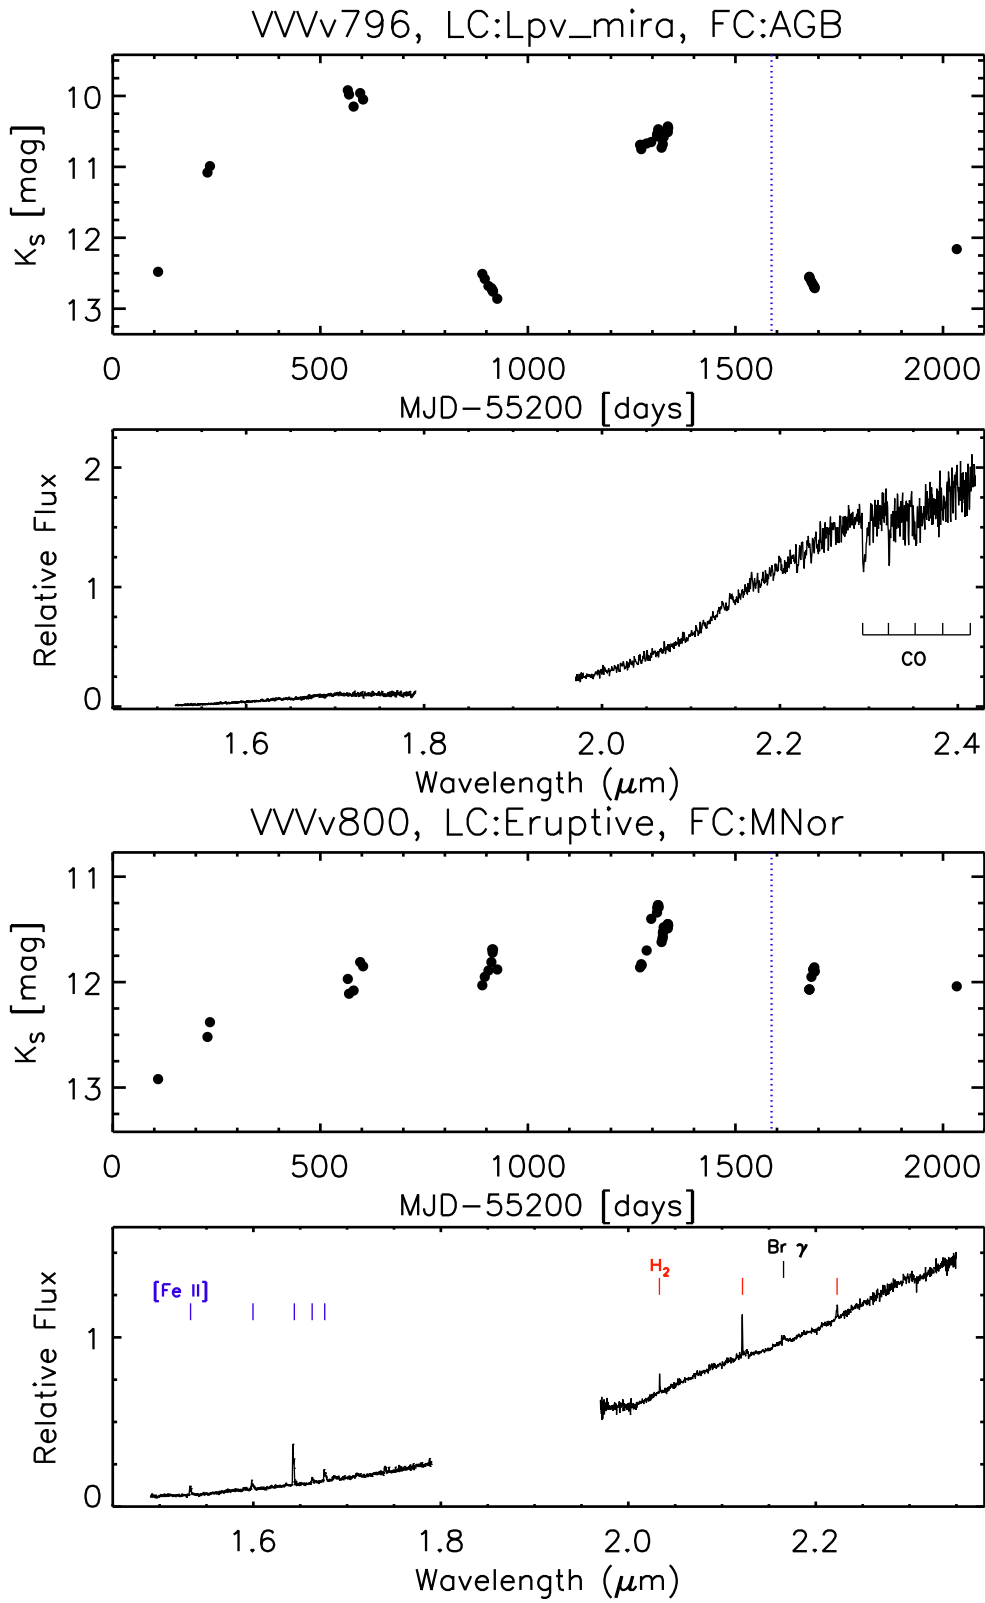 VVVv796, LC:Lpv_mira, FC:AGB
10
11
12
13
Ks [mag]
0 500 1000 1500 2000
MJD-55200 [days]
2
1
0
Relative Flux
CO
1.6 1.8 2.0 2.2 2.4
Wavelength (μm)
VVVv800, LC:Eruptive, FC:MNor
11
12
13
Ks [mag]
0 500 1000 1500 2000
MJD-55200 [days]
Br γ
H2
[Fe II]
1
0
Relative Flux
1.6 1.8 2.0 2.2
Wavelength (μm)